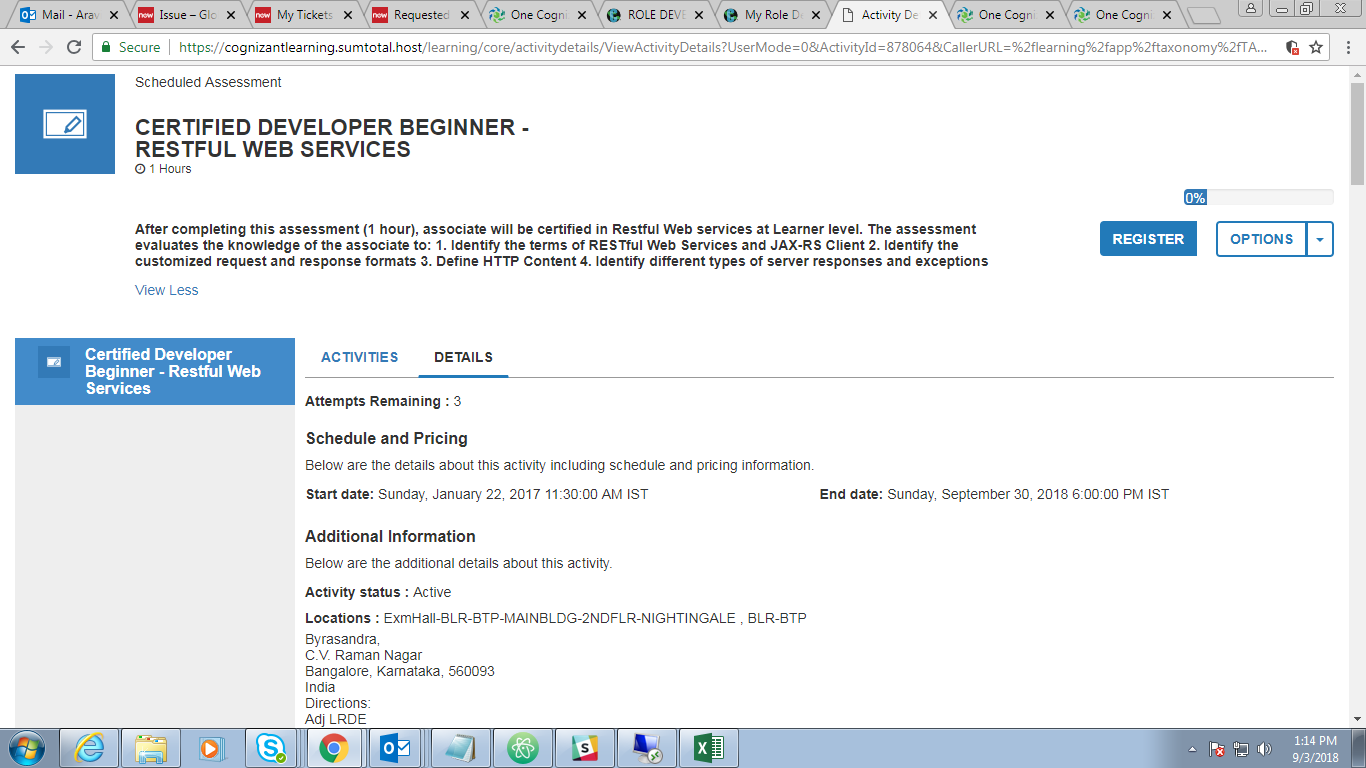 Mail - Arav
Issue – Glo
My Tickets
Requested
One Cogni
ROLE DEVE
My Role De
Activity De
One Cogni
One Cogni
Secure
https://cognizantlearning.sumtotal.host/learning/core/activitydetails/ViewActivityDetails?UserMode=0&ActivityId=878064&CallerURL=%2flearning%2fapp%2ftaxonomy%2fTA...
Scheduled Assessment
CERTIFIED DEVELOPER BEGINNER -
RESTFUL WEB SERVICES
1 Hours
0%
After completing this assessment (1 hour), associate will be certified in Restful Web services at Learner level. The assessment
evaluates the knowledge of the associate to: 1. Identify the terms of RESTful Web Services and JAX-RS Client 2. Identify the
customized request and response formats 3. Define HTTP Content 4. Identify different types of server responses and exceptions
REGISTER
OPTIONS
View Less
Certified Developer
Beginner - Restful Web
Services
ACTIVITIES
DETAILS
Attempts Remaining : 3
Schedule and Pricing
Below are the details about this activity including schedule and pricing information.
Start date: Sunday, January 22, 2017 11:30:00 AM IST
End date: Sunday, September 30, 2018 6:00:00 PM IST
Additional Information
Below are the additional details about this activity.
Activity status : Active
Locations : ExmHall-BLR-BTP-MAINBLDG-2NDFLR-NIGHTINGALE , BLR-BTP
Byrasandra,
C.V. Raman Nagar
Bangalore, Karnataka, 560093
India
Directions:
Adj LRDE
1:14 PM
9/3/2018